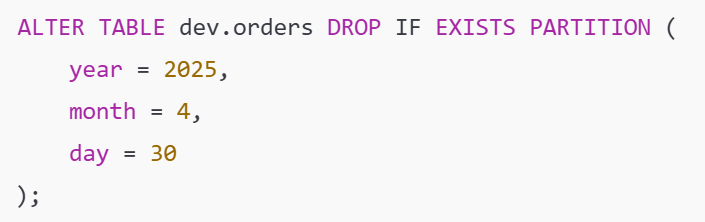 ALTER TABLE dev.orders DROP IF EXISTS PARTITION (
    year = 2025,
    month = 4,
    day = 30
);